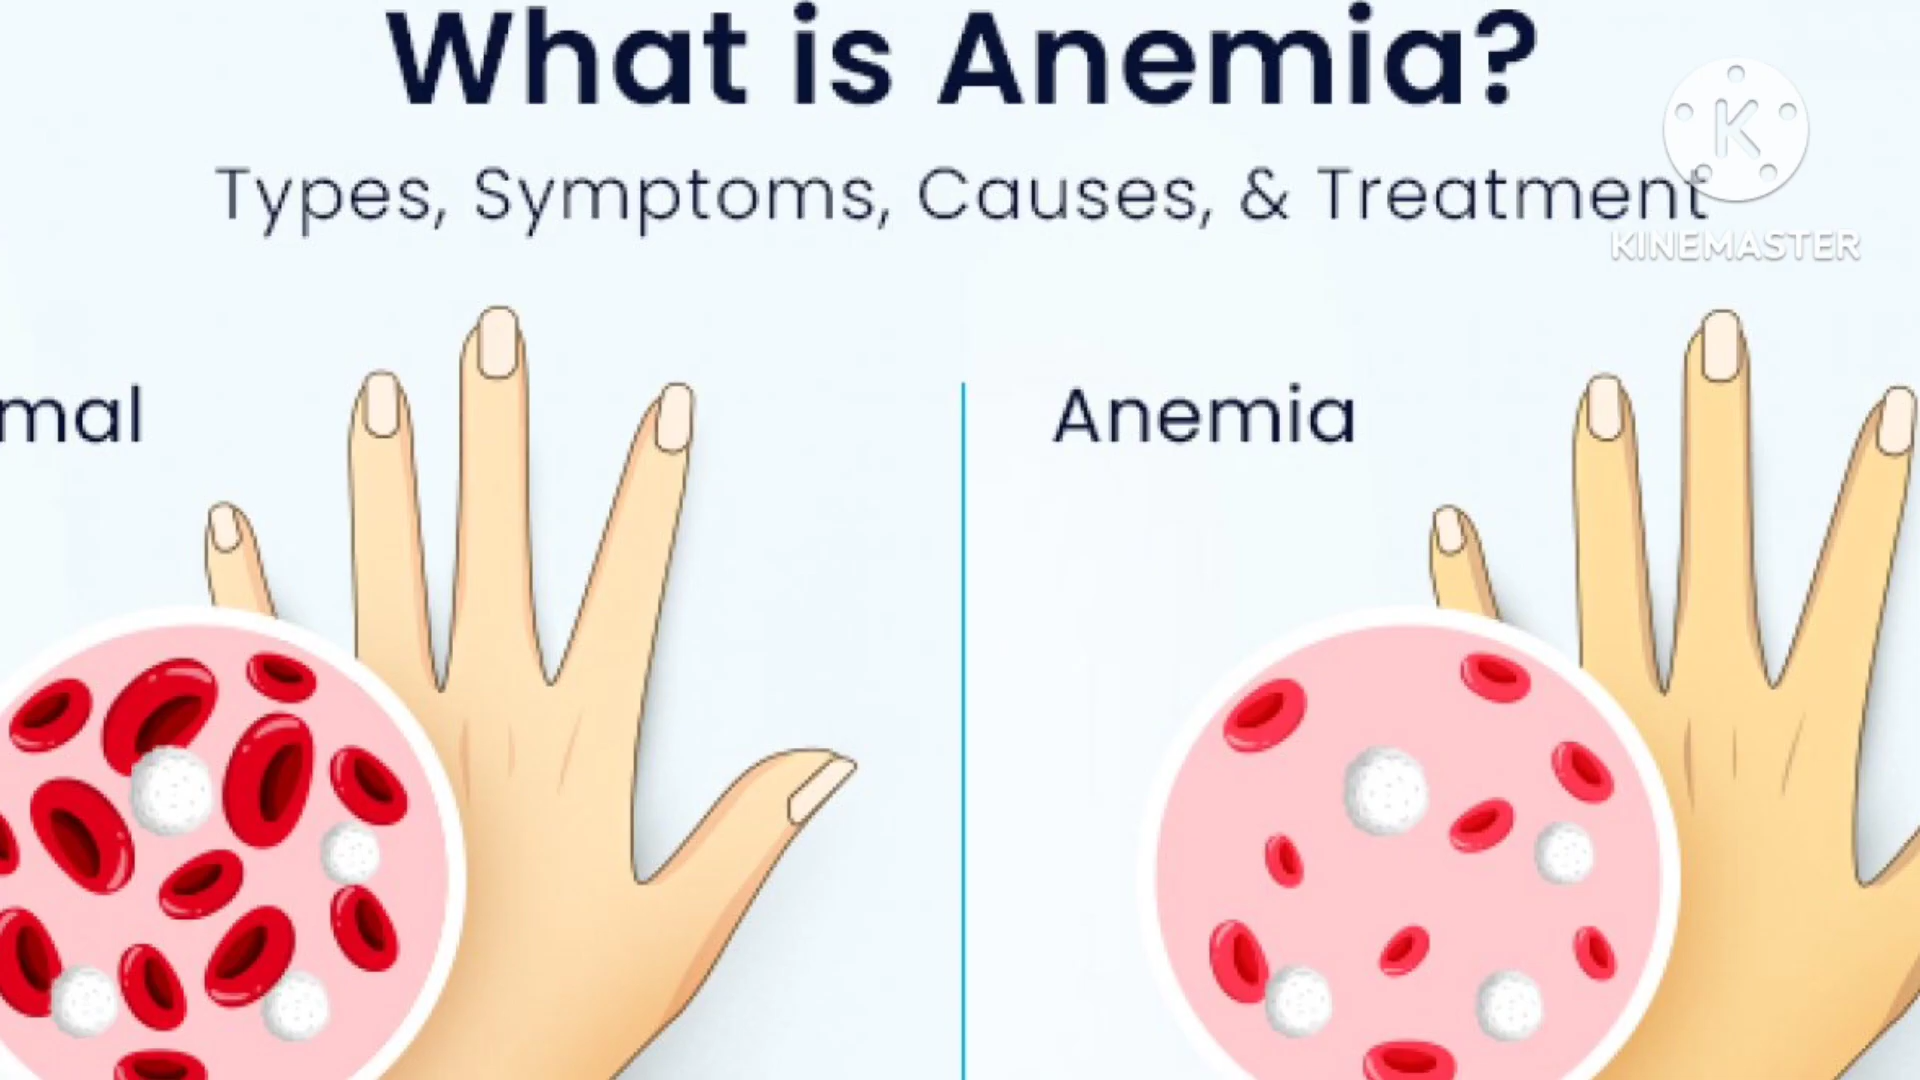 What is Anemia?
Types, Symptoms, Causes, & Treatment
K
KINEMASTER
mal
Anemia